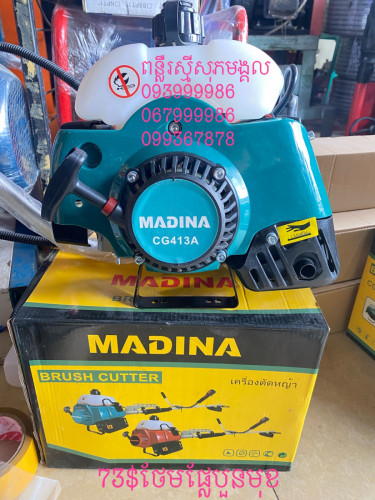 ពន្លឺរស្មីសុភមង្គល
093999986
067999986
099367878
MADINA
CG413A
MADINA
BRUSH CUTTER
เครื่องตัดหญ้า
73$ថែមផ្លែបួនមុខ